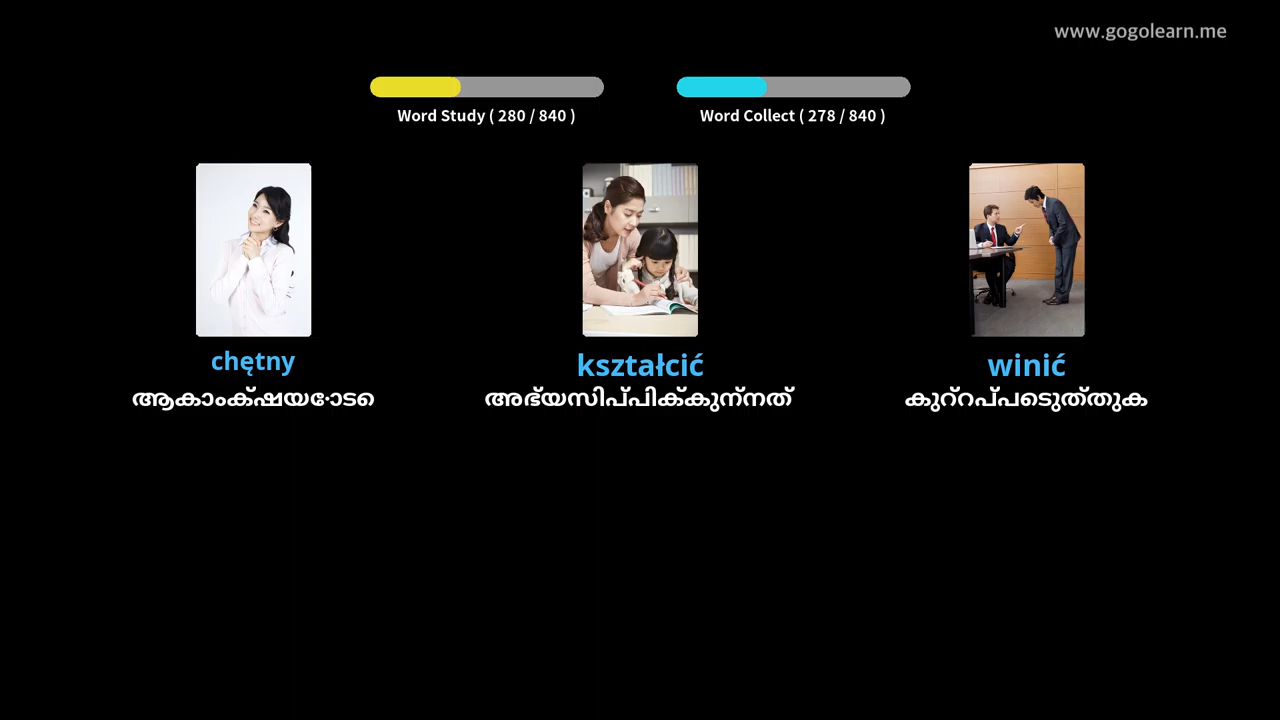 www.gogolearn.me
Word Study ( 280 / 840 )
Word Collect ( 278 / 840 )
chętny
ആകാംക്ഷയോടെ
kształcić
അഭ്യസിപ്പിക്കുന്നത്
winić
കുറ്റപ്പടെുത്തുക